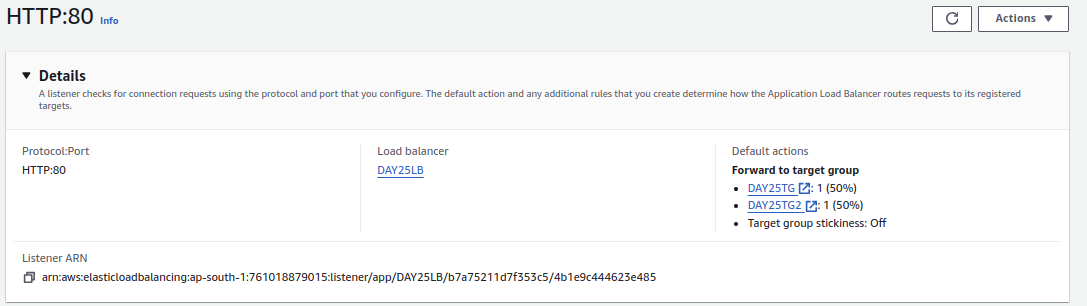 HTTP:80 Info
Actions
Details
A listener checks for connection requests using the protocol and port that you configure. The default action and any additional rules that you create determine how the Application Load Balancer routes requests to its registered
targets.
Protocol:Port
HTTP:80
Load balancer
DAY25LB
Default actions
Forward to target group
DAY25TG: 1 (50%)
DAY25TG2: 1 (50%)
Target group stickiness: Off
Listener ARN
arn:aws:elasticloadbalancing:ap-south-1:761018879015:listener/app/DAY25LB/b7a75211d7f353c5/4b1e9c444623e485